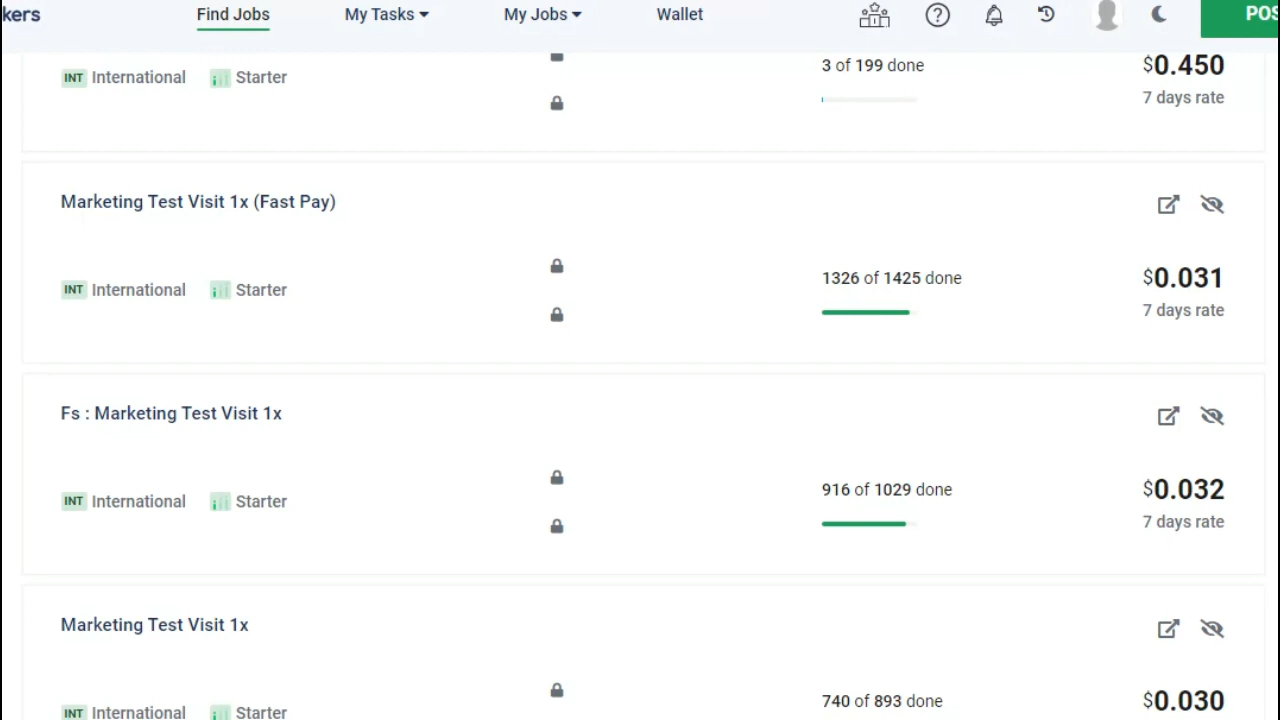 kers Find Jobs My Tasks My Jobs Wallet POS
INT International Starter 3 of 199 done $0.450
7 days rate
Marketing Test Visit 1x (Fast Pay)
INT International Starter 1326 of 1425 done $0.031
7 days rate
Fs : Marketing Test Visit 1x
INT International Starter 916 of 1029 done $0.032
7 days rate
Marketing Test Visit 1x
INT International Starter 740 of 893 done $0.030